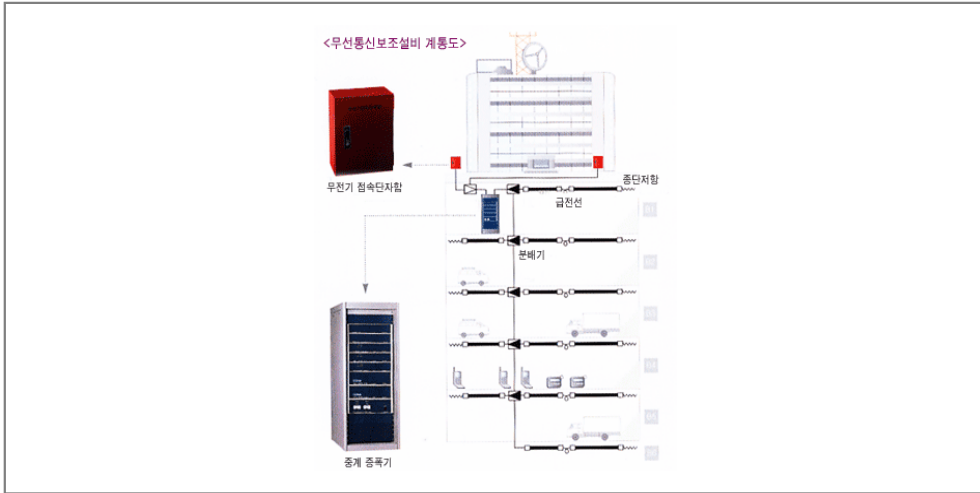 <무선통신보조설비 계통도>
무전기 접속단자함
종단저항
급전선
분배기
중계 증폭기